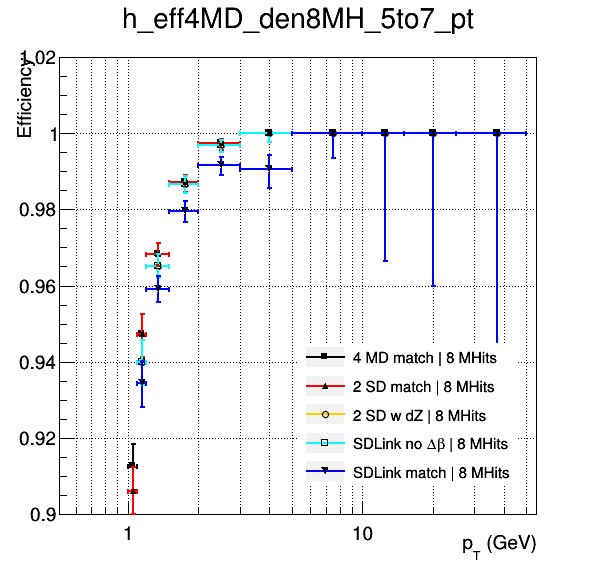 h_eff4MD_den8MH_5to7_pt
Efficiency
1.02
1
0.98
0.96
0.94
0.92
0.9
4 MD match | 8 MHits
2 SD match | 8 MHits
2 SD w dZ | 8 MHits
SDLink no Δβ | 8 MHits
SDLink match | 8 MHits
1
10
p_T (GeV)